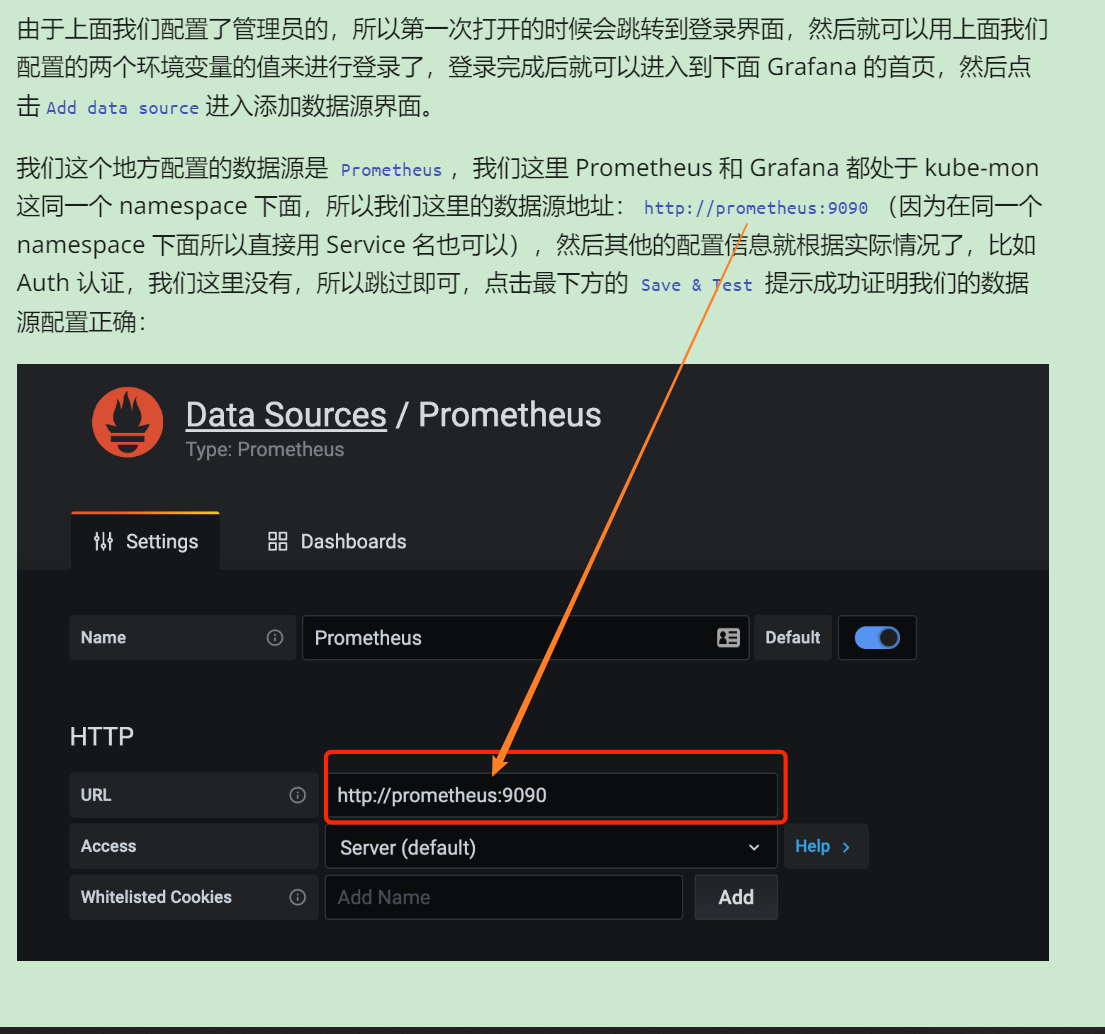 由于上面我们配置了管理员的，所以第一次打开的时候会跳转到登录界面，然后就可以用上面我们
配置的两个环境变量的值来进行登录了，登录完成后就可以进入到下面 Grafana 的首页，然后点
击 Add data source 进入添加数据源界面。
我们这个地方配置的数据源是 Prometheus ，我们这里 Prometheus 和 Grafana 都处于 kube-mon
这同一个 namespace 下面，所以我们这里的数据源地址： http://prometheus:9090 （因为在同一个
namespace 下面所以直接用 Service 名也可以），然后其他的配置信息就根据实际情况了，比如
Auth 认证，我们这里没有，所以跳过即可，点击最下方的 Save & Test 提示成功证明我们的数据
源配置正确：
Data Sources / Prometheus
Type: Prometheus
Settings Dashboards
Name Prometheus Default
HTTP
URL http://prometheus:9090
Access Server (default) Help >
Whitelisted Cookies Add Name Add